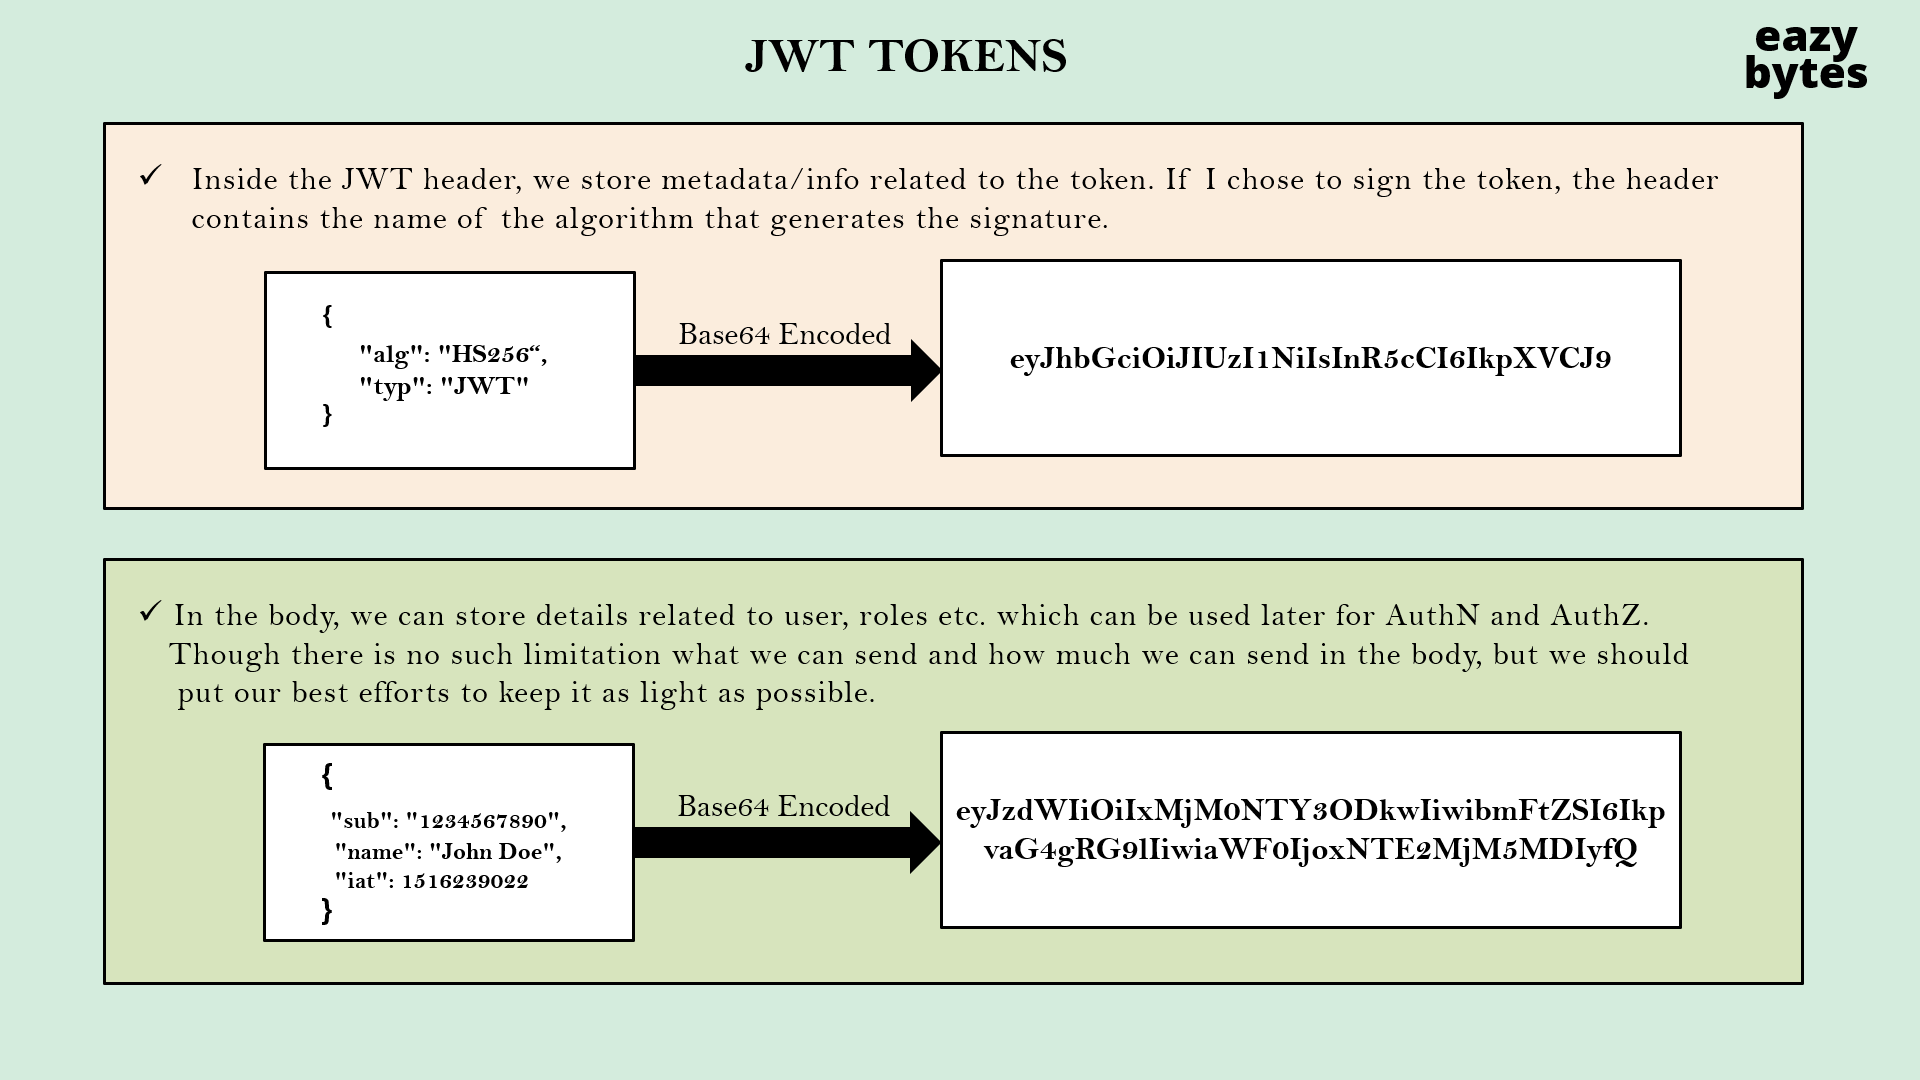 JWT TOKENS
eazy
bytes
✓ Inside the JWT header, we store metadata/info related to the token. If I chose to sign the token, the header
contains the name of the algorithm that generates the signature.
{
"alg": "HS256“,
"typ": "JWT"
}
Base64 Encoded
eyJhbGciOiJIUzI1NiIsInR5cCI6IkpXVCJ9
✓ In the body, we can store details related to user, roles etc. which can be used later for AuthN and AuthZ.
Though there is no such limitation what we can send and how much we can send in the body, but we should
put our best efforts to keep it as light as possible.
{
"sub": "1234567890",
"name": "John Doe",
"iat": 1516239022
}
Base64 Encoded
eyJzdWIiOiIxMjM0NTY3ODkwIiwibmFtZSI6Ikp
vaG4gRG9lIiwiaWF0IjoxNTE2MjM5MDIyfQ